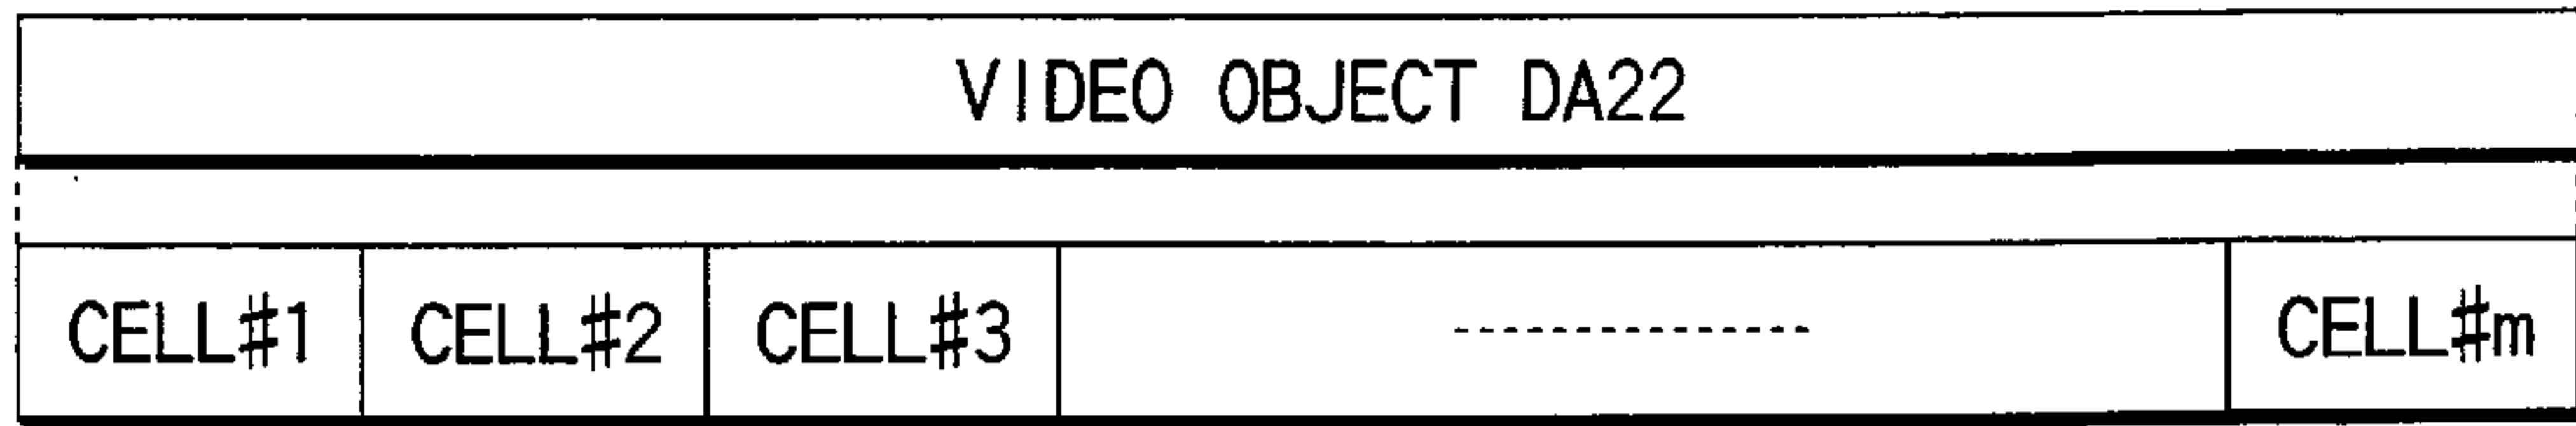 VIDEO OBJECT DA22
CELL#1 CELL#2 CELL#3 ------------- CELL#m